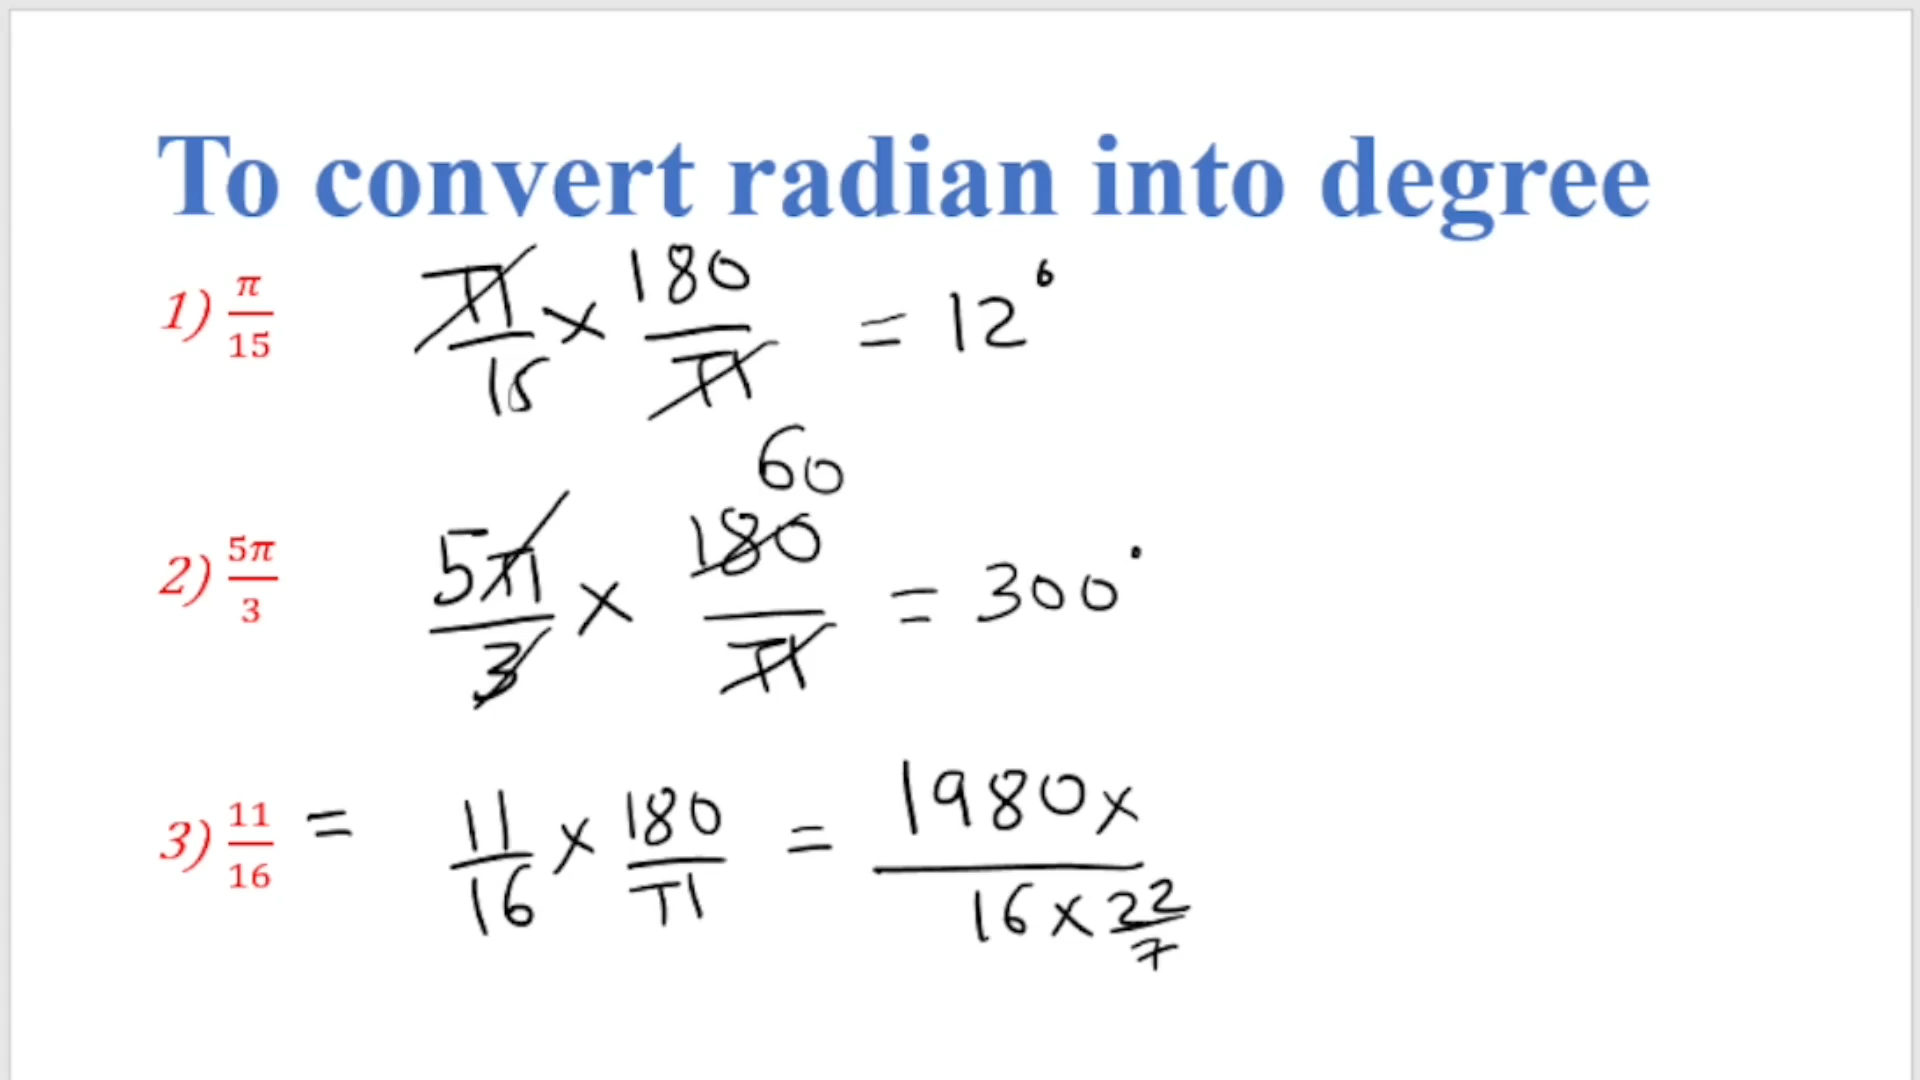 To convert radian into degree
1) π/15 π/15 × 180/π = 12°
2) 5π/3 5π/3 × 180/π 60 = 300°
3) 11/16 = 11/16 × 180/π = 1980×/16×22/7